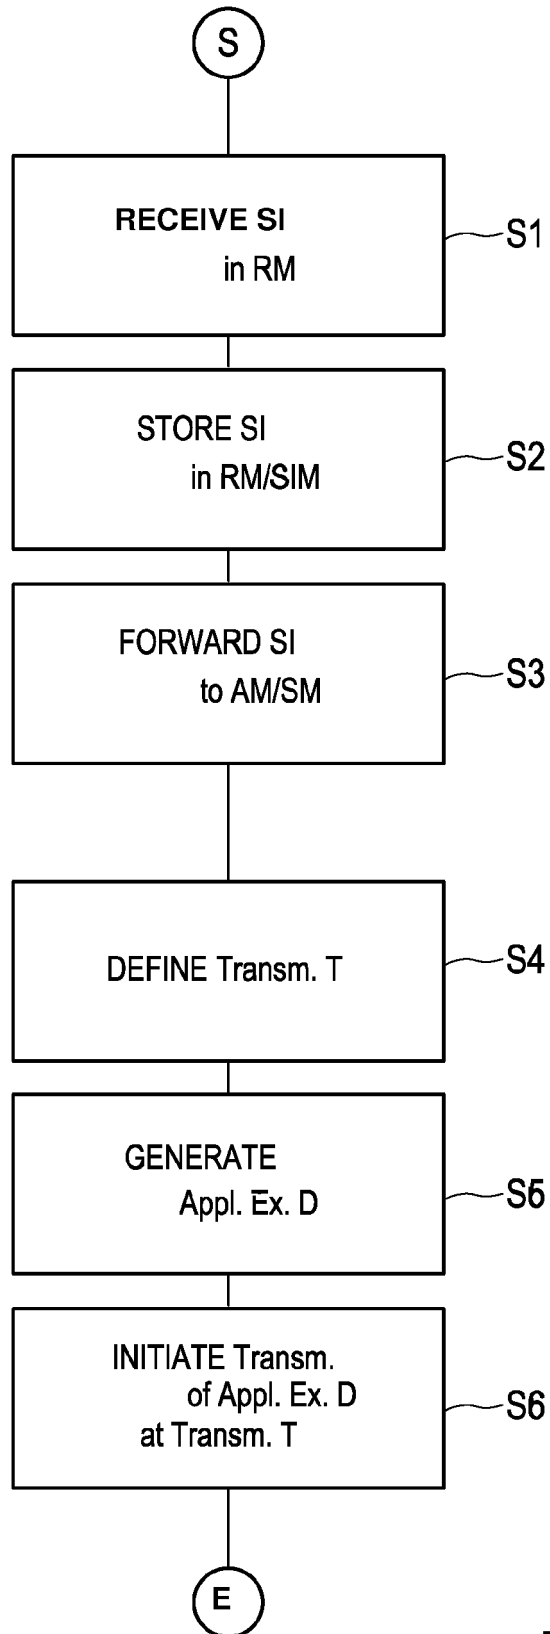 S
RECEIVE SI
in RM
S1
STORE SI
in RM/SIM
S2
FORWARD SI
to AM/SM
S3
DEFINE Transm. T
S4
GENERATE
Appl. Ex. D
S5
INITIATE Transm.
of Appl. Ex. D
at Transm. T
S6
E